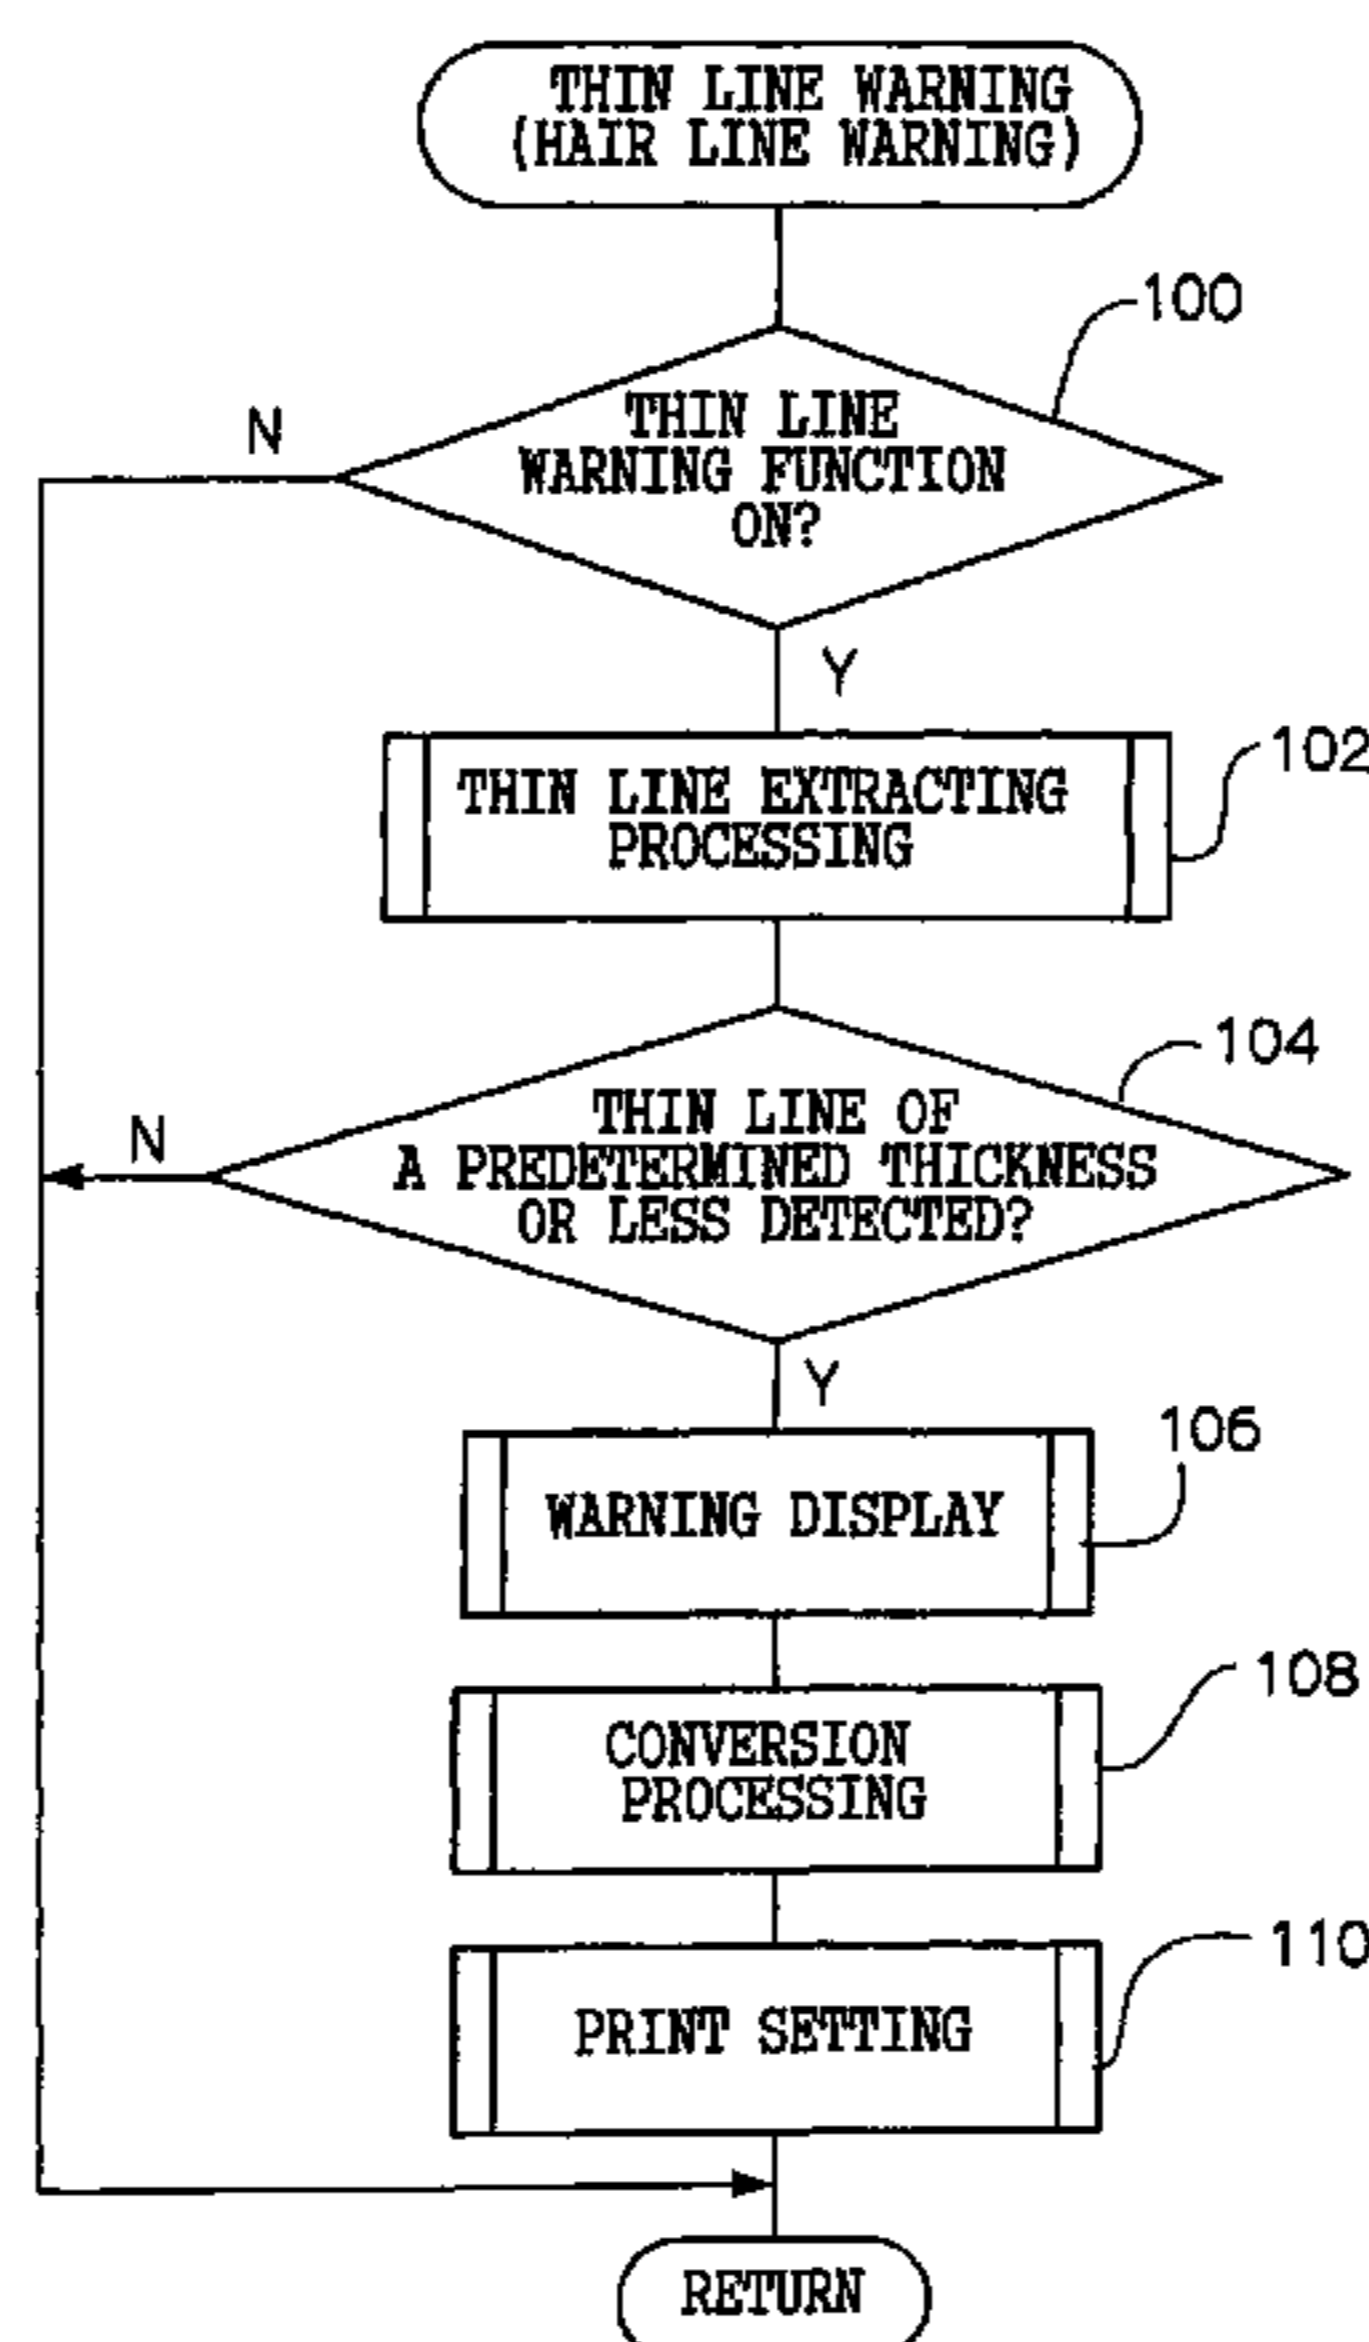 THIN LINE WARNING
(HAIR LINE WARNING)
100
N
THIN LINE
WARNING FUNCTION
ON?
Y
102
THIN LINE EXTRACTING
PROCESSING
104
N
THIN LINE OF
A PREDETERMINED THICKNESS
OR LESS DETECTED?
Y
106
WARNING DISPLAY
108
CONVERSION
PROCESSING
110
PRINT SETTING
RETURN